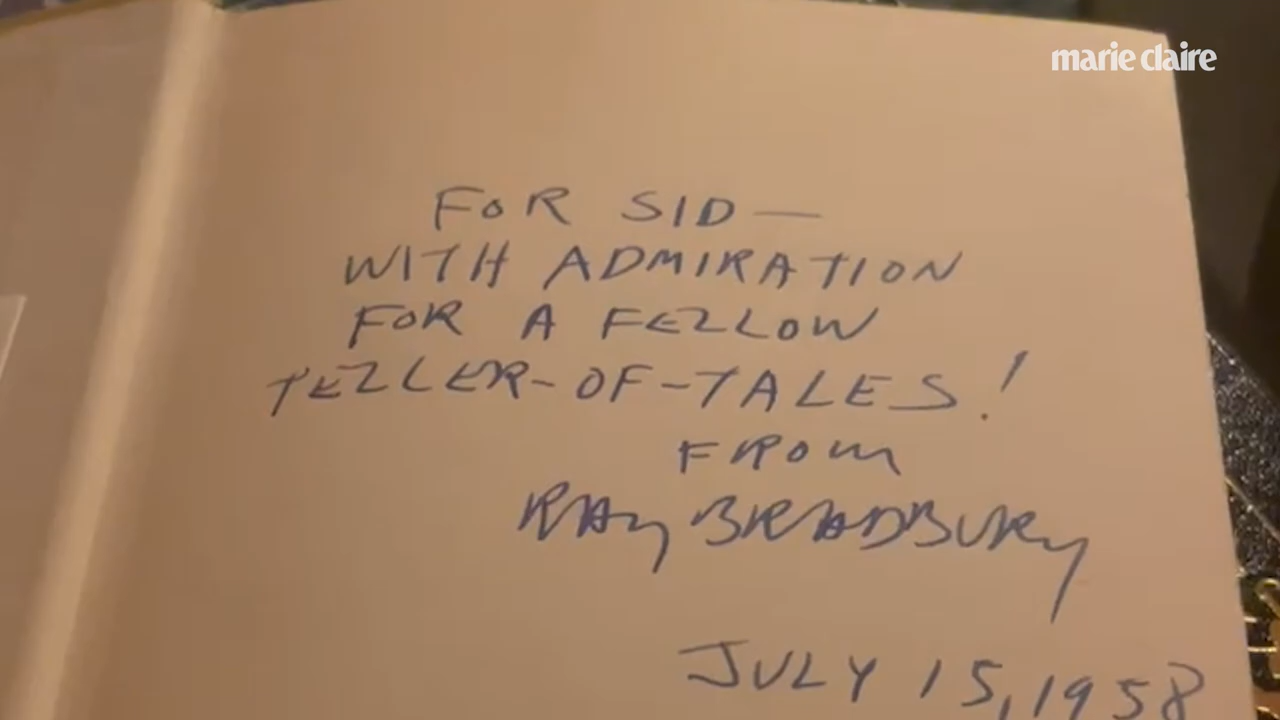 marie claire
FOR SID —
WITH ADMIRATION
FOR A FELLOW
TELLER-OF-TALES!
FROM
RAY BRADBURY
JULY 15, 1958